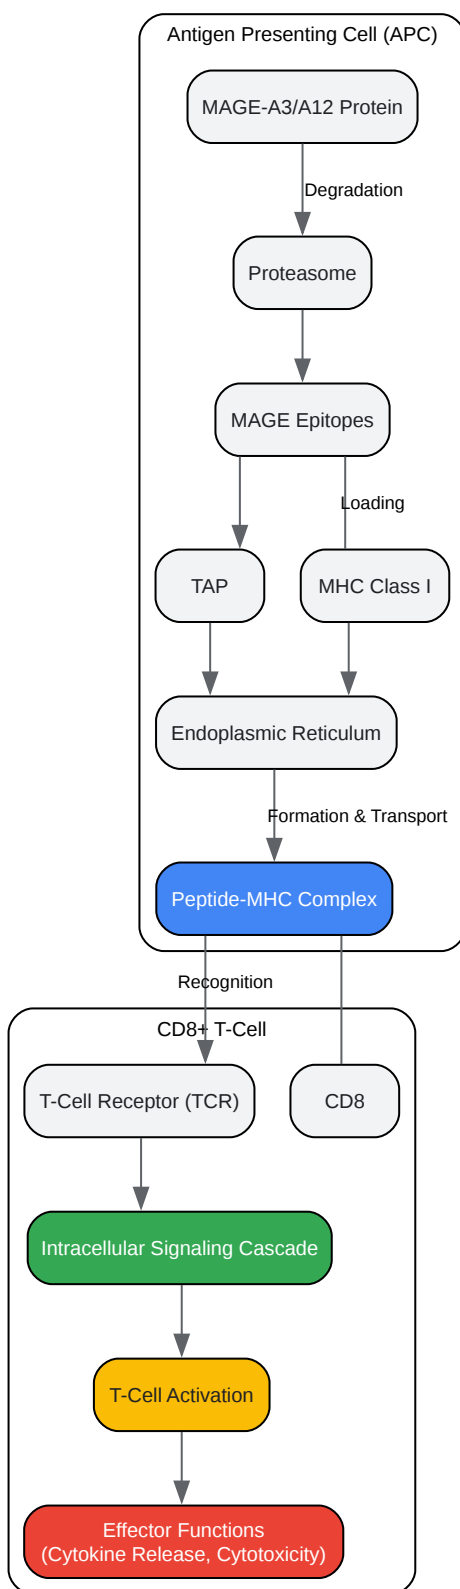 Antigen Presenting Cell (APC)
MAGE-A3/A12 Protein
Degradation
Proteasome
MAGE Epitopes
Loading
TAP
MHC Class I
Endoplasmic Reticulum
Formation & Transport
Peptide-MHC Complex
Recognition
CD8+ T-Cell
T-Cell Receptor (TCR)
CD8
Intracellular Signaling Cascade
T-Cell Activation
Effector Functions
(Cytokine Release, Cytotoxicity)